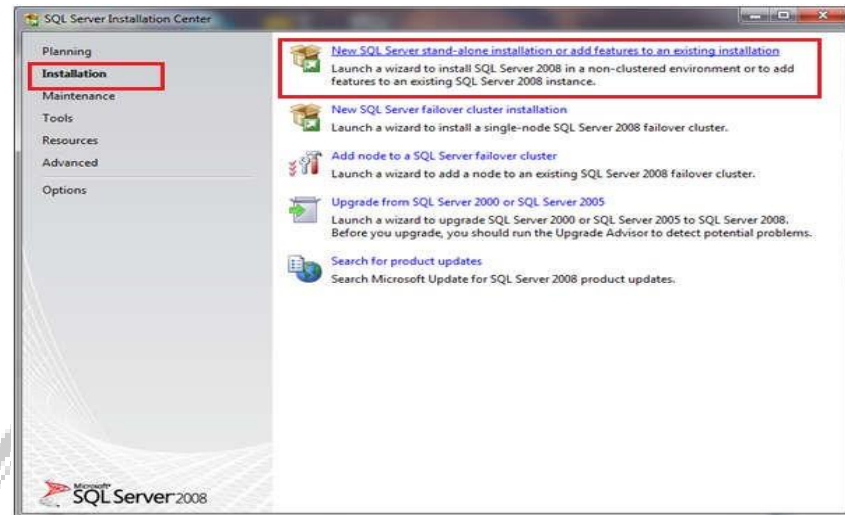 SQL Server Installation Center
Planning
Installation
Maintenance
Tools
Resources
Advanced
Options
New SQL Server stand-alone installation or add features to an existing installation
Launch a wizard to install SQL Server 2008 in a non-clustered environment or to add
features to an existing SQL Server 2008 instance.
New SQL Server failover cluster installation
Launch a wizard to install a single-node SQL Server 2008 failover cluster.
Add node to a SQL Server failover cluster
Launch a wizard to add a node to an existing SQL Server 2008 failover cluster.
Upgrade from SQL Server 2000 or SQL Server 2005
Launch a wizard to upgrade SQL Server 2000 or SQL Server 2005 to SQL Server 2008.
Before you upgrade, you should run the Upgrade Advisor to detect potential problems.
Search for product updates
Search Microsoft Update for SQL Server 2008 product updates.
Microsoft
SQL Server 2008